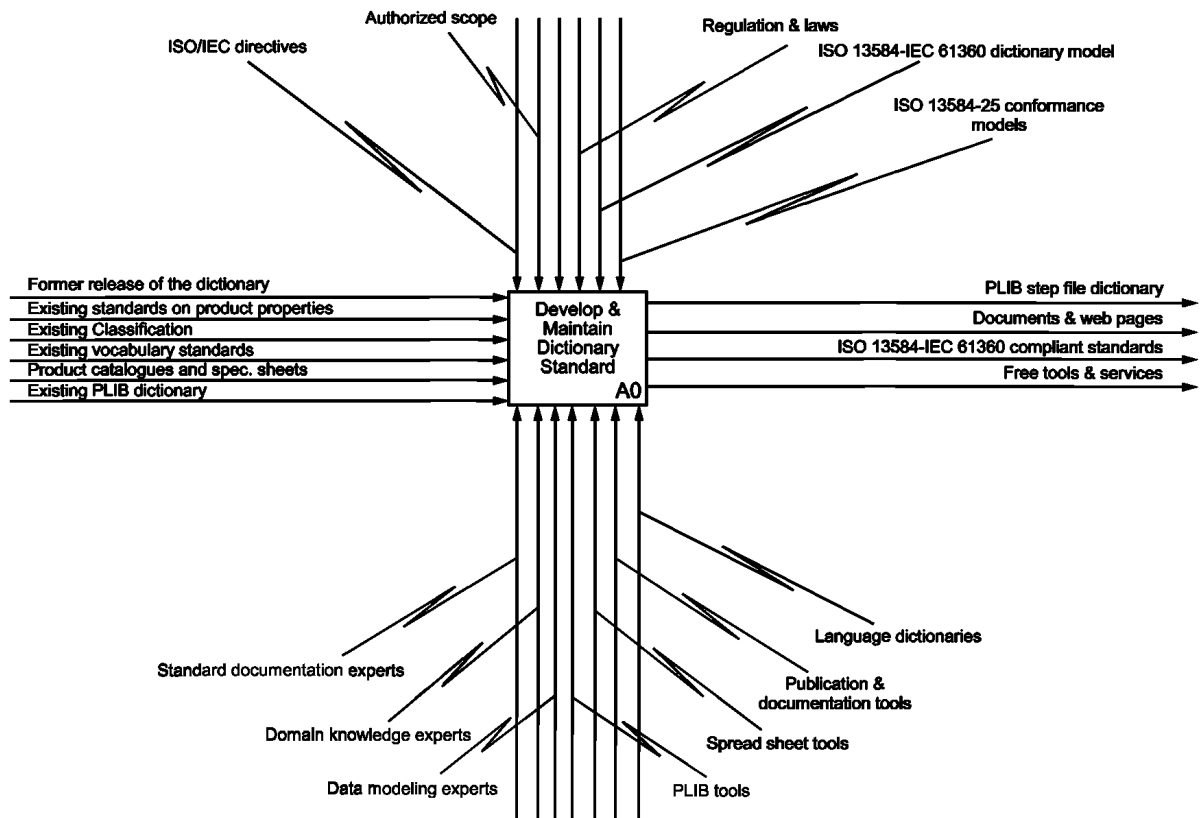 Authorized scope
ISO/IEC directives
Regulation & laws
ISO 13584-IEC 61360 dictionary model
ISO 13584-25 conformance
models
Former release of the dictionary
Existing standards on product properties
Existing Classification
Existing vocabulary standards
Product catalogues and spec. sheets
Existing PLIB dictionary
Develop &
Maintain
Dictionary
Standard
A0
PLIB step file dictionary
Documents & web pages
ISO 13584-IEC 61360 compliant standards
Free tools & services
Standard documentation experts
Domain knowledge experts
Data modeling experts
PLIB tools
Spread sheet tools
Publication &
documentation tools
Language dictionaries